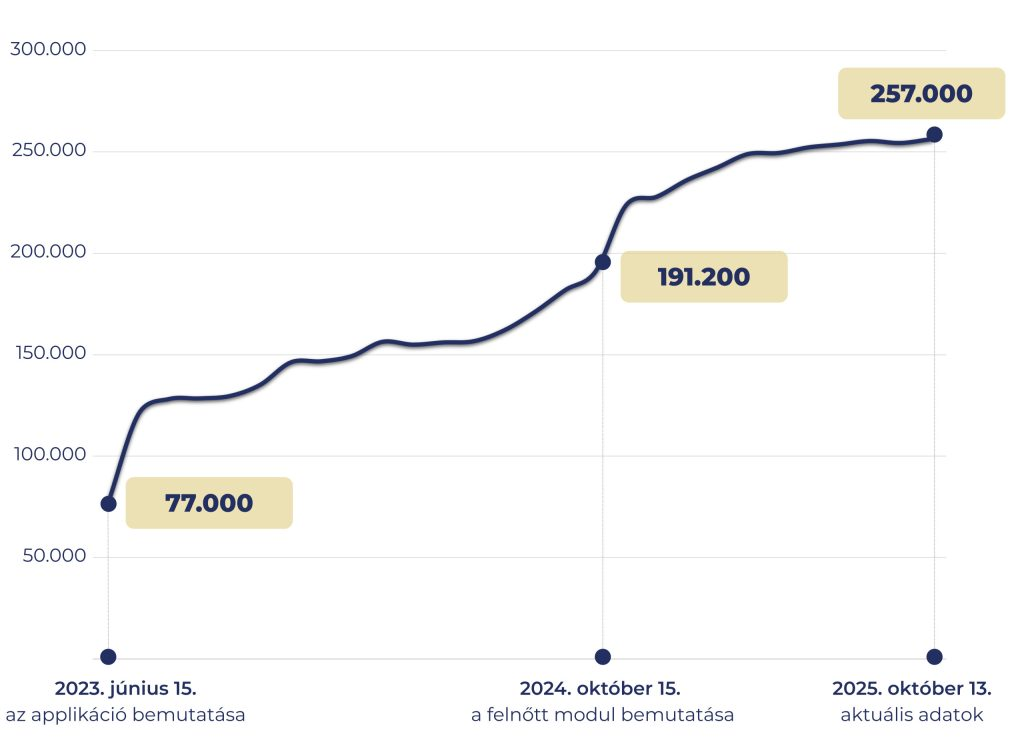 300.000
257.000
250.000
200.000
191.200
150.000
100.000
77.000
50.000
2023. június 15.
az applikáció bemutatása
2024. október 15.
a felnőtt modul bemutatása
2025. október 13.
aktuális adatok